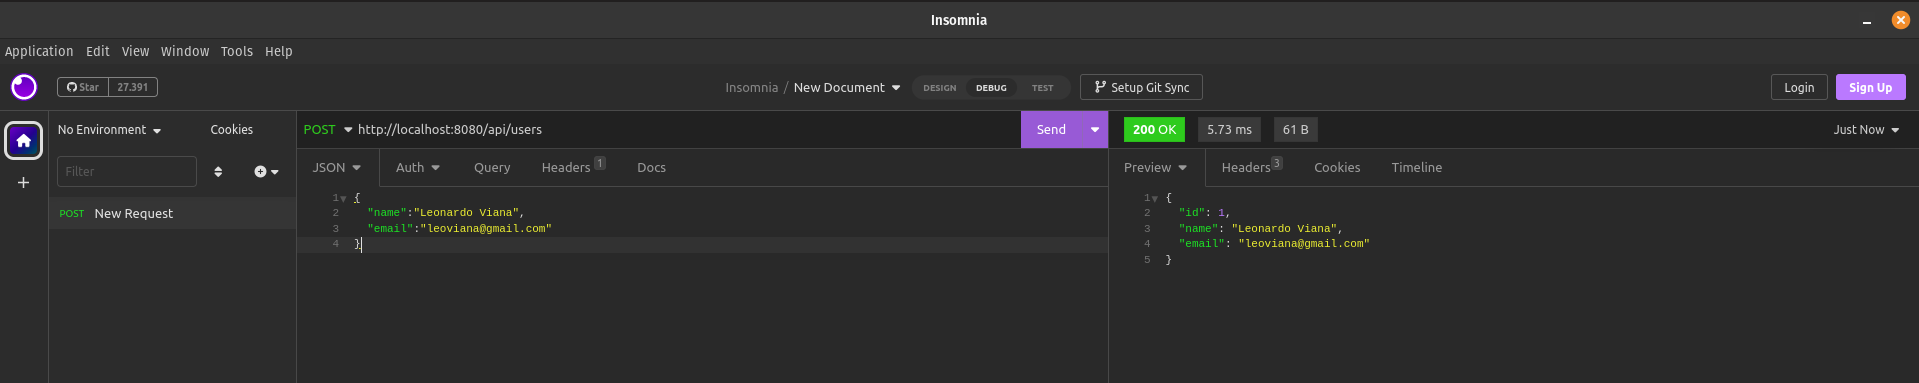 Insomnia
Application Edit View Window Tools Help
Star 27.391
Insomnia / New Document DESIGN DEBUG TEST Setup Git Sync Login Sign Up
No Environment Cookies
POST http://localhost:8080/api/users Send
200 OK 5.73 ms 61 B Just Now
Filter
JSON Auth Query Headers 1 Docs
Preview Headers 3 Cookies Timeline
POST New Request
1 {
2 "name":"Leonardo Viana",
3 "email":"leoviana@gmail.com"
4 }
1 {
2 "id": 1,
3 "name": "Leonardo Viana",
4 "email": "leoviana@gmail.com"
5 }